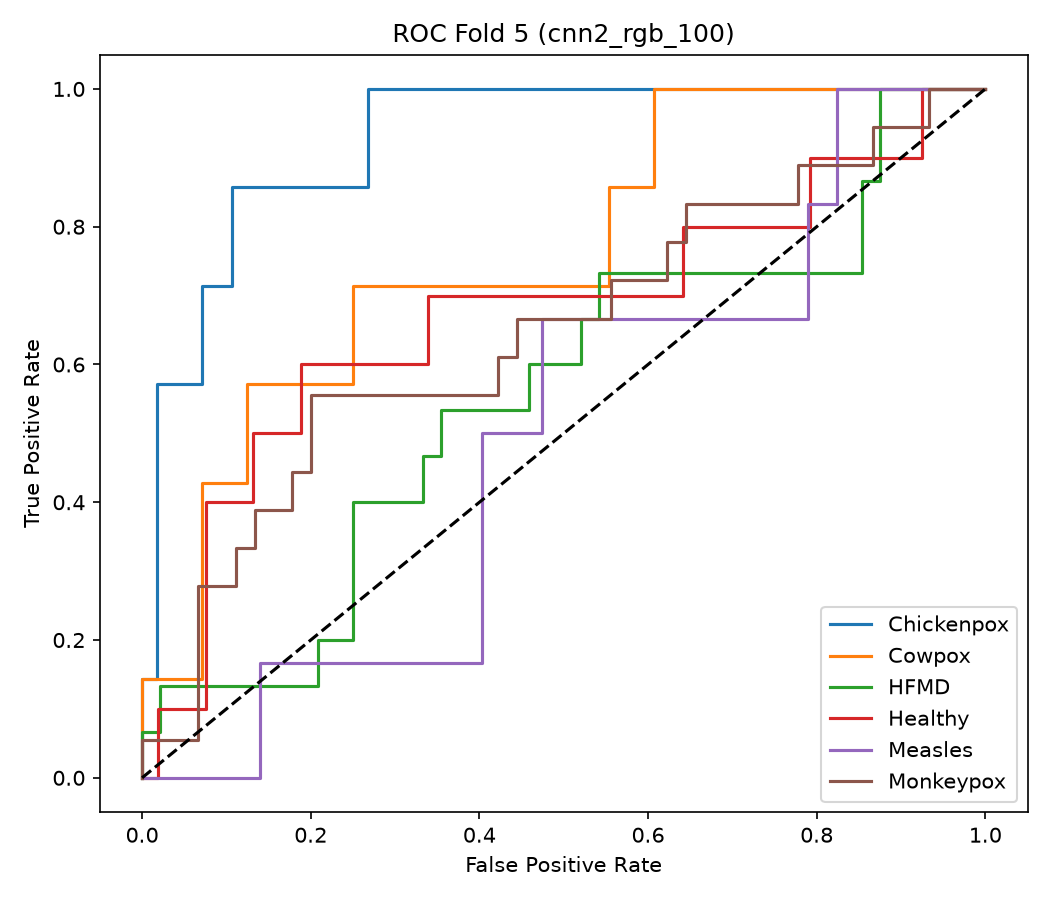 ROC Fold 5 (cnn2_rgb_100)
True Positive Rate
1.0
0.8
0.6
0.4
0.2
0.0
Chickenpox
Cowpox
HFMD
Healthy
Measles
Monkeypox
0.0 0.2 0.4 0.6 0.8 1.0
False Positive Rate